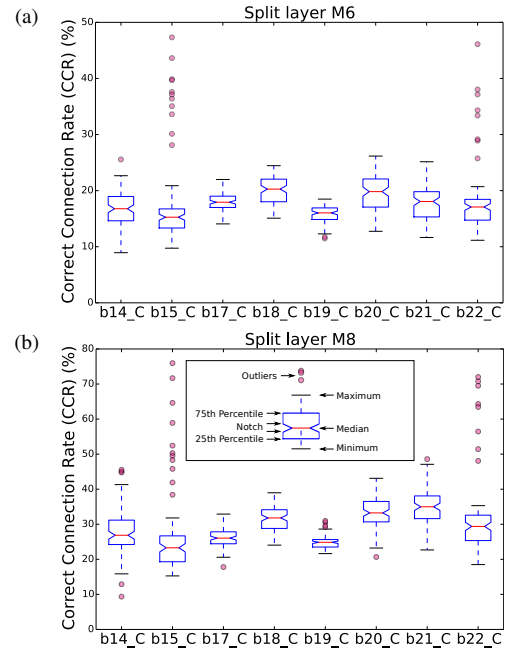 (a)
Split layer M6
Correct Connection Rate (CCR) (%)
50
40
30
20
10
0
b14_C b15_C b17_C b18_C b19_C b20_C b21_C b22_C
(b)
Split layer M8
Correct Connection Rate (CCR) (%)
80
70
60
50
40
30
20
10
0
Outliers
Maximum
75th Percentile
Notch
Median
25th Percentile
Minimum
b14_C b15_C b17_C b18_C b19_C b20_C b21_C b22_C